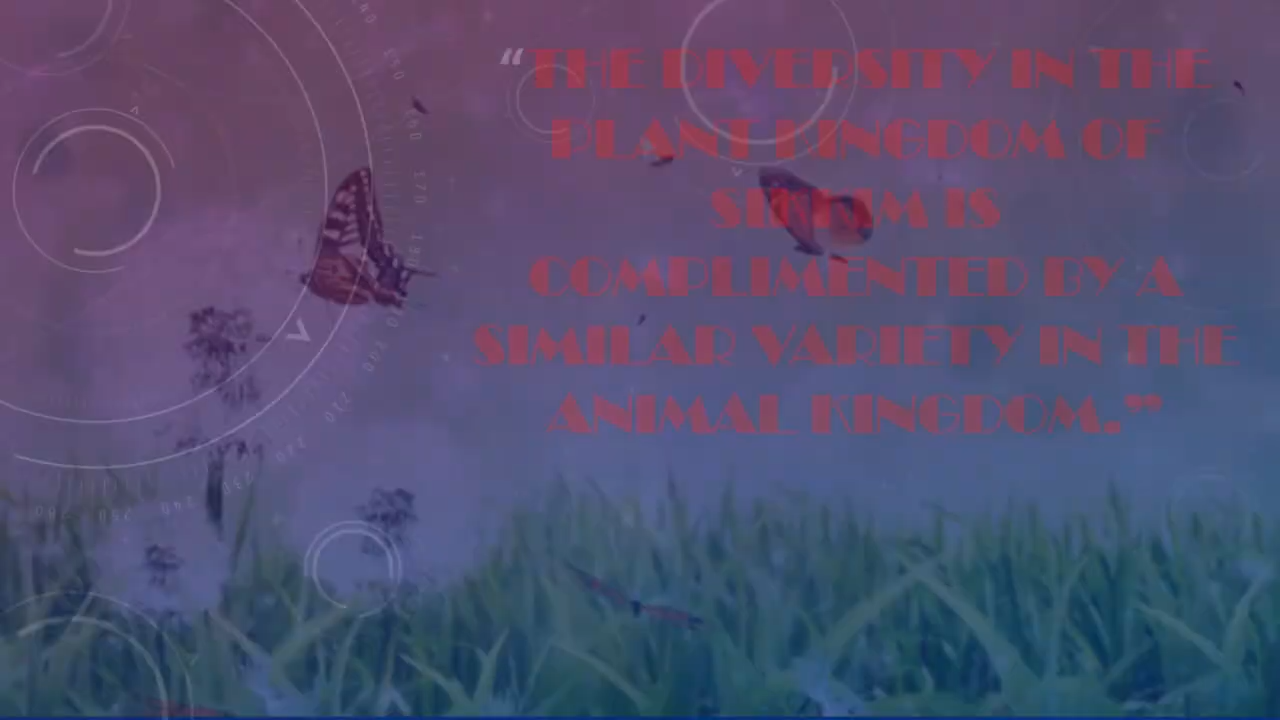 “THE DIVERSITY IN THE
PLANT KINGDOM OF
SIKKIM IS
COMPLIMENTED BY A
SIMILAR VARIETY IN THE
ANIMAL KINGDOM.”